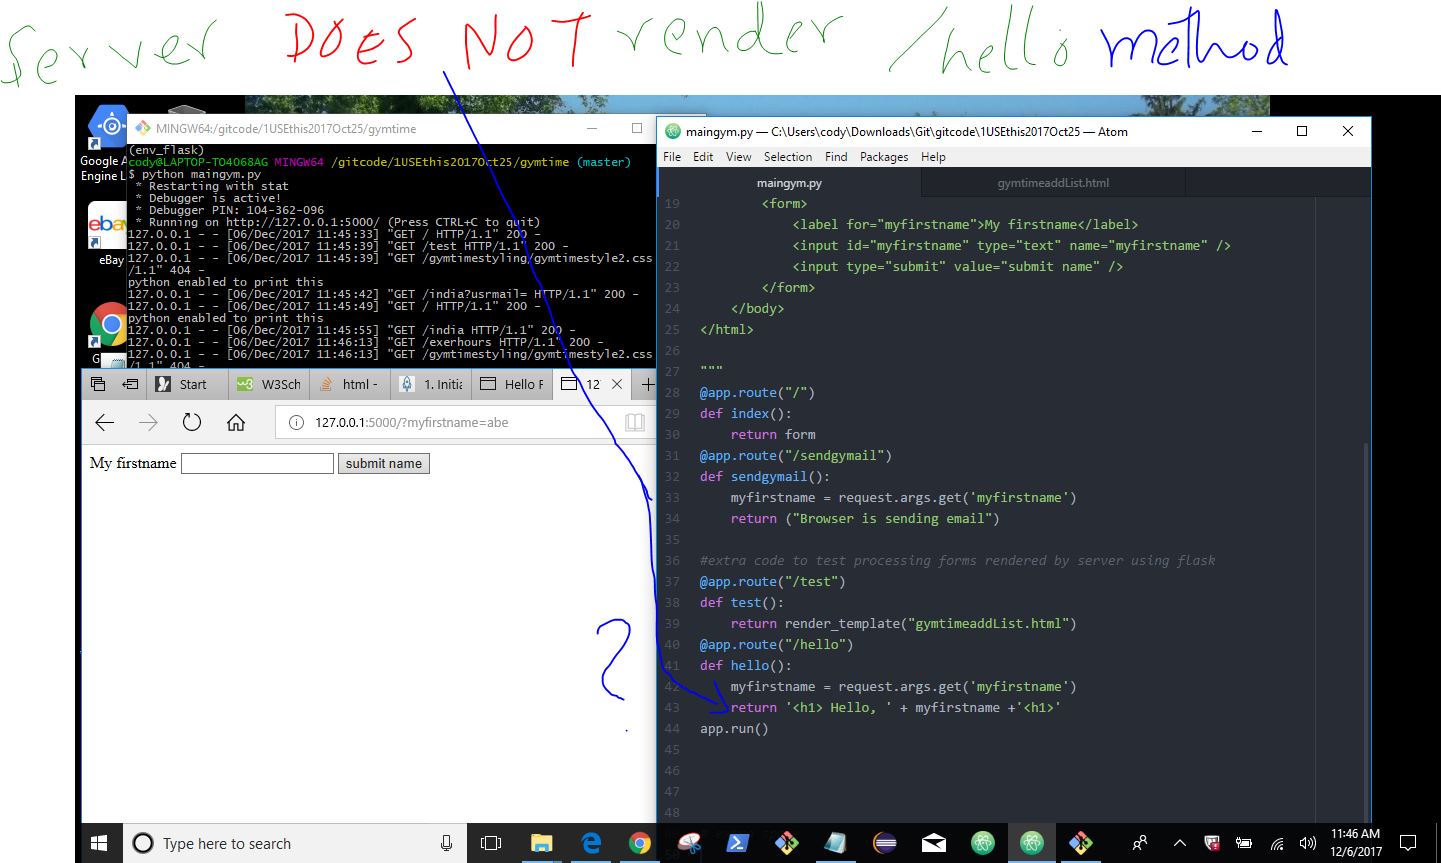 Server DOES NOT render /hello method
Google A
Engine L
ebay
eBay
G
MINGW64:/gitcode/1USEthis2017Oct25/gymtime
(env_flask)
cody@LAPTOP-TO4068AG MINGW64 /gitcode/1USEthis2017Oct25/gymtime (master)
$ python maingym.py
* Restarting with stat
* Debugger is active!
* Debugger PIN: 104-362-096
* Running on http://127.0.0.1:5000/ (Press CTRL+C to quit)
127.0.0.1 - - [06/Dec/2017 11:45:33] "GET / HTTP/1.1" 200 -
127.0.0.1 - - [06/Dec/2017 11:45:39] "GET /test HTTP/1.1" 200 -
127.0.0.1 - - [06/Dec/2017 11:45:39] "GET /gymtimestyling/gymtimestyle2.css
/1.1" 404 -
python enabled to print this
127.0.0.1 - - [06/Dec/2017 11:45:42] "GET /india?usrmail= HTTP/1.1" 200 -
127.0.0.1 - - [06/Dec/2017 11:45:49] "GET / HTTP/1.1" 200 -
python enabled to print this
127.0.0.1 - - [06/Dec/2017 11:45:55] "GET /india HTTP/1.1" 200 -
127.0.0.1 - - [06/Dec/2017 11:46:13] "GET /exerhours HTTP/1.1" 200 -
127.0.0.1 - - [06/Dec/2017 11:46:13] "GET /gymtimestyling/gymtimestyle2.css
/1.1" 404 -
Start W3Sch html - 1. Initia Hello F 12
127.0.0.1:5000/?myfirstname=abe
My firstname submit name
?
maingym.py — C:\Users\cody\Downloads\Git\gitcode\1USEthis2017Oct25 — Atom
File Edit View Selection Find Packages Help
maingym.py gymtimeaddList.html
19 <form>
20 <label for="myfirstname">My firstname</label>
21 <input id="myfirstname" type="text" name="myfirstname" />
22 <input type="submit" value="submit name" />
23 </form>
24 </body>
25 </html>
26
27 """
28 @app.route("/")
29 def index():
30 return form
31 @app.route("/sendgymail")
32 def sendgymail():
33 myfirstname = request.args.get('myfirstname')
34 return ("Browser is sending email")
35
36 #extra code to test processing forms rendered by server using flask
37 @app.route("/test")
38 def test():
39 return render_template("gymtimeaddList.html")
40 @app.route("/hello")
41 def hello():
42 myfirstname = request.args.get('myfirstname')
43 return '<h1> Hello, ' + myfirstname +'<h1>'
44 app.run()
45
46
47
48
Type here to search
11:46 AM
12/6/2017